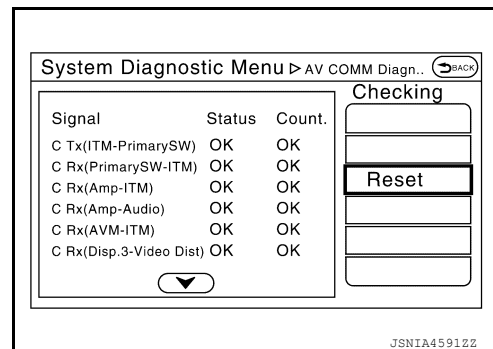 System Diagnostic Menu ▷ AV COMM Diagn.. BACK
Checking
Signal Status Count.
C Tx(ITM-PrimarySW) OK OK
C Rx(PrimarySW-ITM) OK OK
C Rx(Amp-ITM) OK OK
C Rx(Amp-Audio) OK OK
C Rx(AVM-ITM) OK OK
C Rx(Disp.3-Video Dist) OK OK
Reset
JSNIA4591ZZ